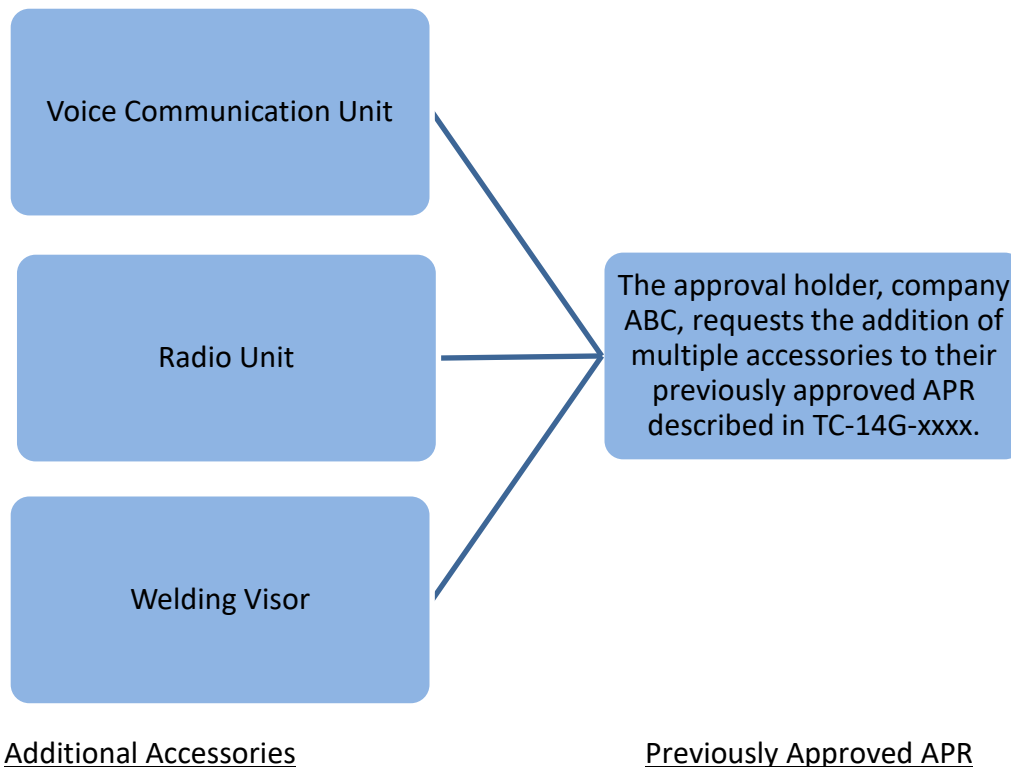 Voice Communication Unit
Radio Unit
Welding Visor
The approval holder, company
ABC, requests the addition of
multiple accessories to their
previously approved APR
described in TC-14G-xxxx.
Additional Accessories
Previously Approved APR